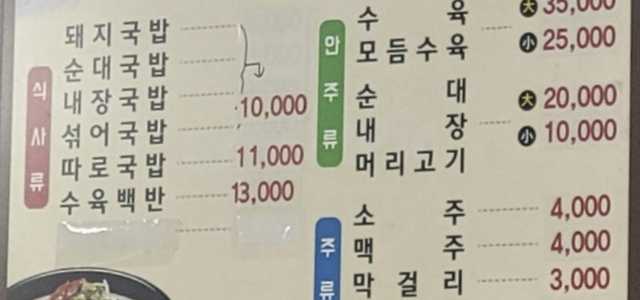 식사류
돼지국밥
순대국밥
내장국밥
섞어국밥 10,000
따로국밥 11,000
수육백반 13,000
안주류
수육 大 35,000
모듬수육 小 25,000
순대 大 20,000
내장 小 10,000
머리고기
주류
소주 4,000
맥주 4,000
막걸리 3,000